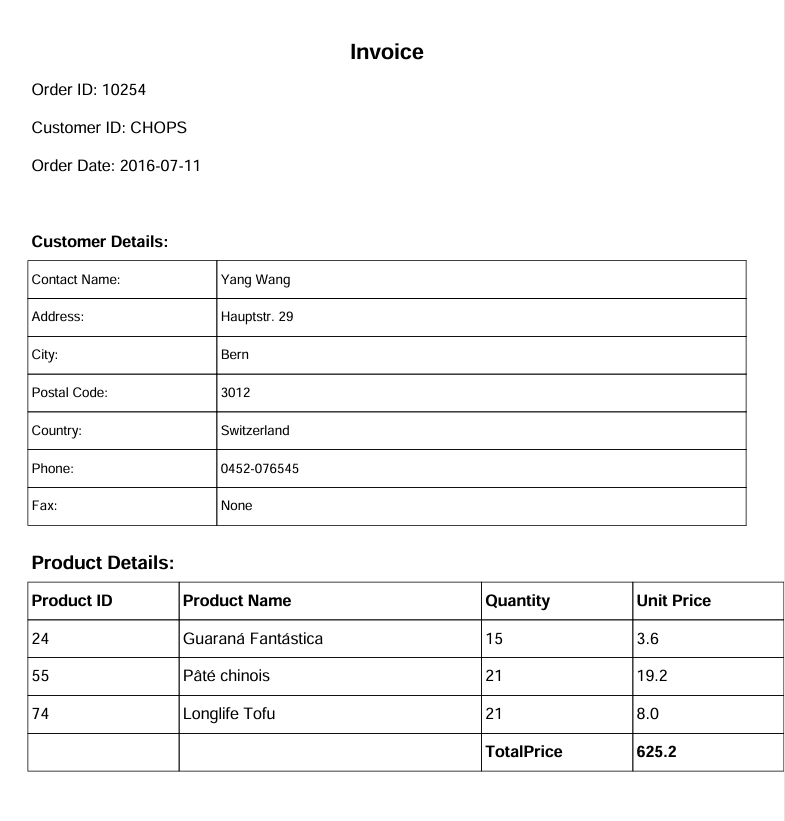 Invoice
Order ID: 10254
Customer ID: CHOPS
Order Date: 2016-07-11
Customer Details:
Contact Name: Yang Wang
Address: Hauptstr. 29
City: Bern
Postal Code: 3012
Country: Switzerland
Phone: 0452-076545
Fax: None
Product Details:
Product ID Product Name Quantity Unit Price
24 Guaraná Fantástica 15 3.6
55 Pâté chinois 21 19.2
74 Longlife Tofu 21 8.0
TotalPrice 625.2